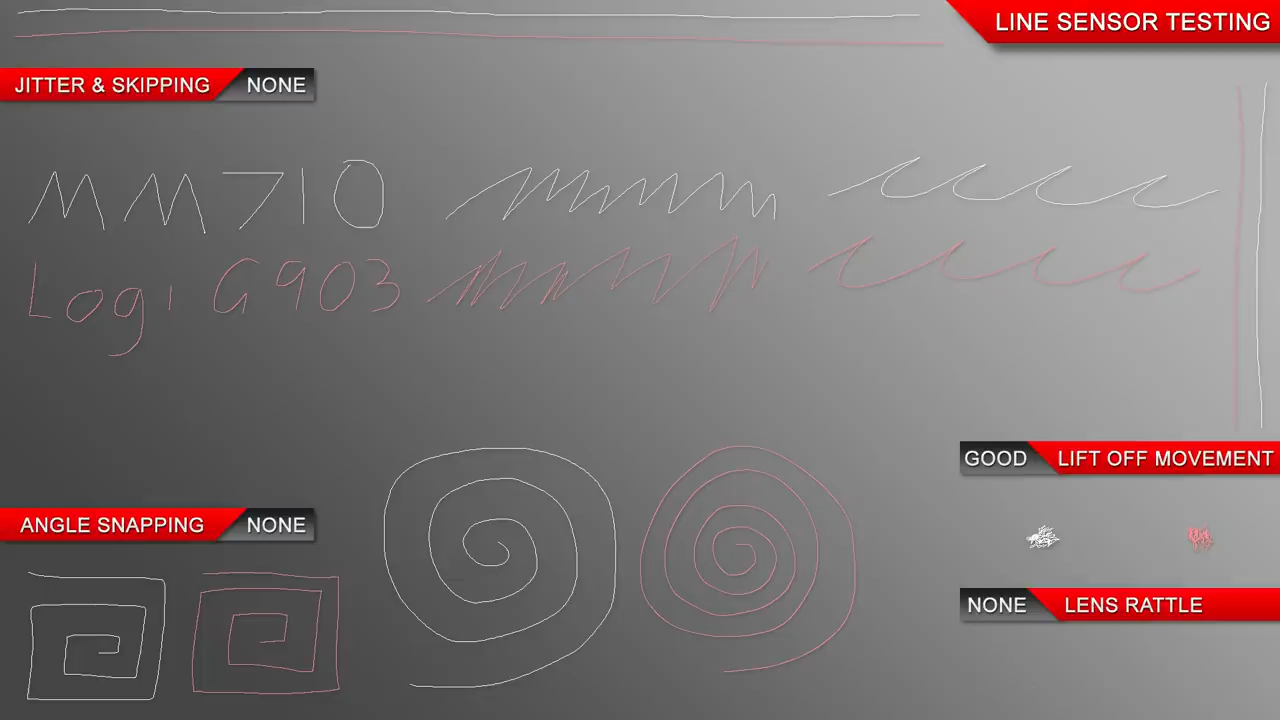 LINE SENSOR TESTING
JITTER & SKIPPING NONE
MM710
Logi G903
GOOD LIFT OFF MOVEMENT
ANGLE SNAPPING NONE
NONE LENS RATTLE